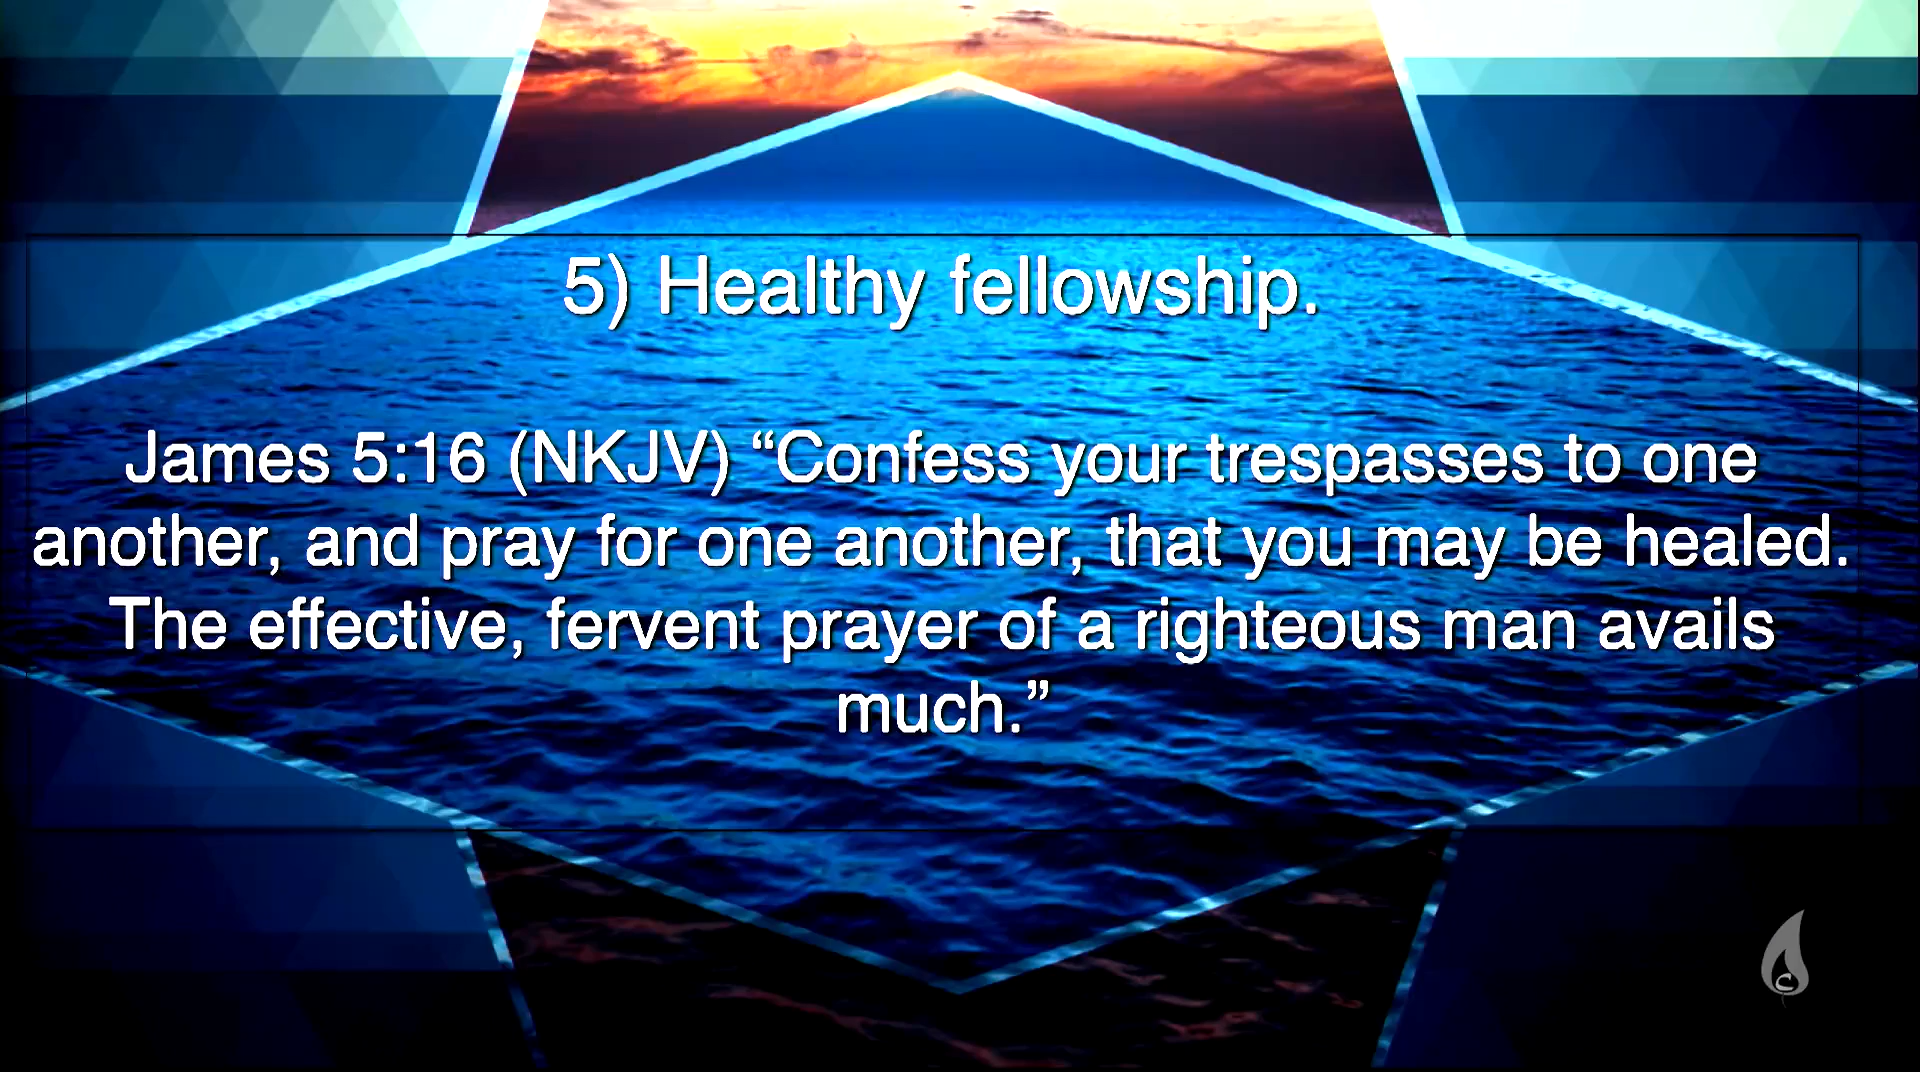 5) Healthy fellowship.
James 5:16 (NKJV) “Confess your trespasses to one
another, and pray for one another, that you may be healed.
The effective, fervent prayer of a righteous man avails
much.”
C